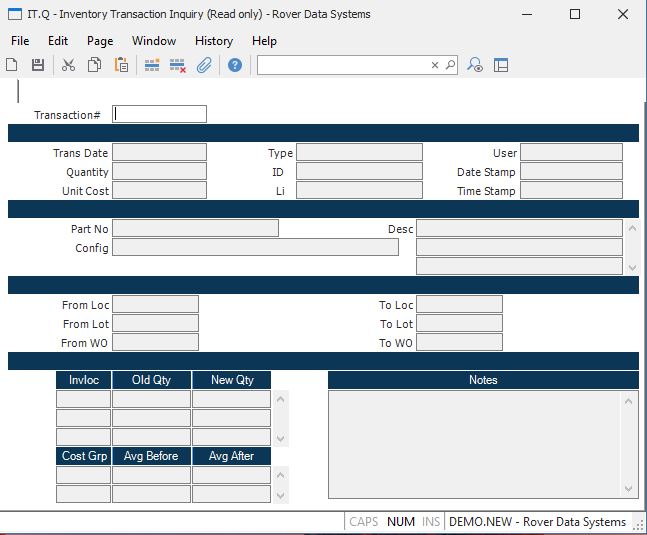 IT.Q - Inventory Transaction Inquiry (Read only) - Rover Data Systems
File Edit Page Window History Help
Transaction#
Trans Date Type User
Quantity ID Date Stamp
Unit Cost Li Time Stamp
Part No Desc
Config
From Loc To Loc
From Lot To Lot
From WO To WO
Invloc Old Qty New Qty Notes
Cost Grp Avg Before Avg After
CAPS NUM INS DEMO.NEW - Rover Data Systems